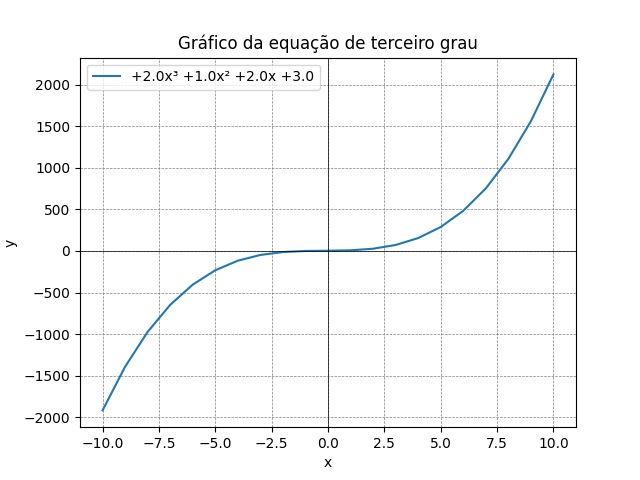 Gráfico da equação de terceiro grau
+2.0x³ +1.0x² +2.0x +3.0
2000
1500
1000
500
0
−500
−1000
−1500
−2000
y
−10.0 −7.5 −5.0 −2.5 0.0 2.5 5.0 7.5 10.0
x